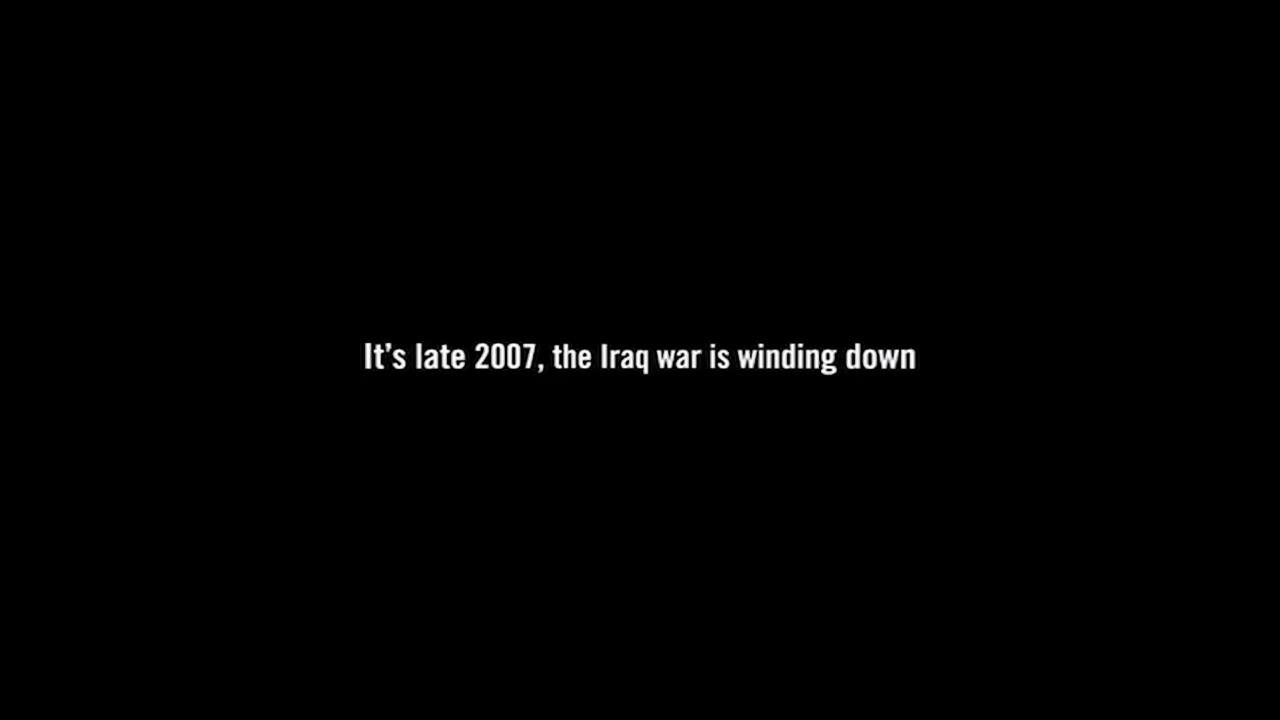 It’s late 2007, the Iraq war is winding down